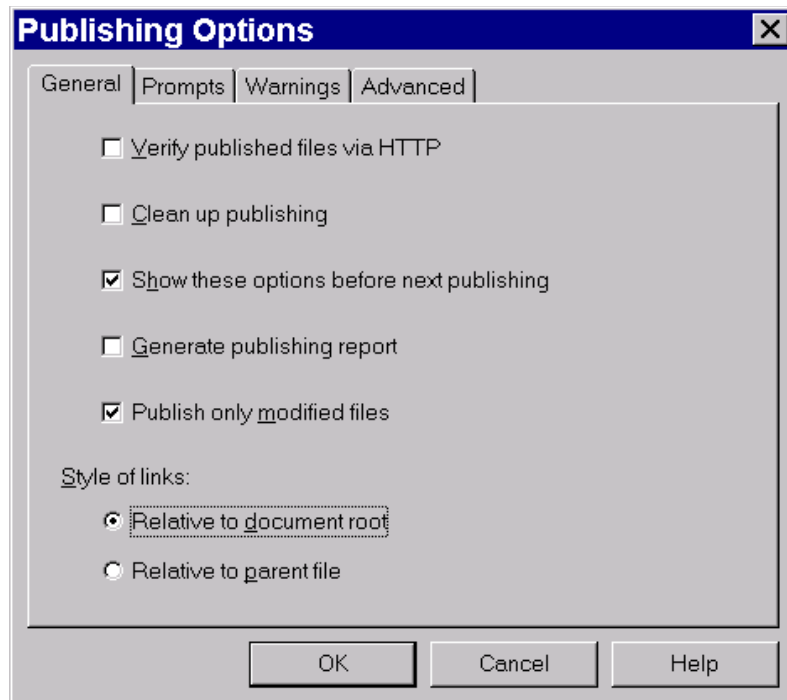 Publishing Options
General Prompts Warnings Advanced
Verify published files via HTTP
Clean up publishing
Show these options before next publishing
Generate publishing report
Publish only modified files
Style of links:
Relative to document root
Relative to parent file
OK Cancel Help